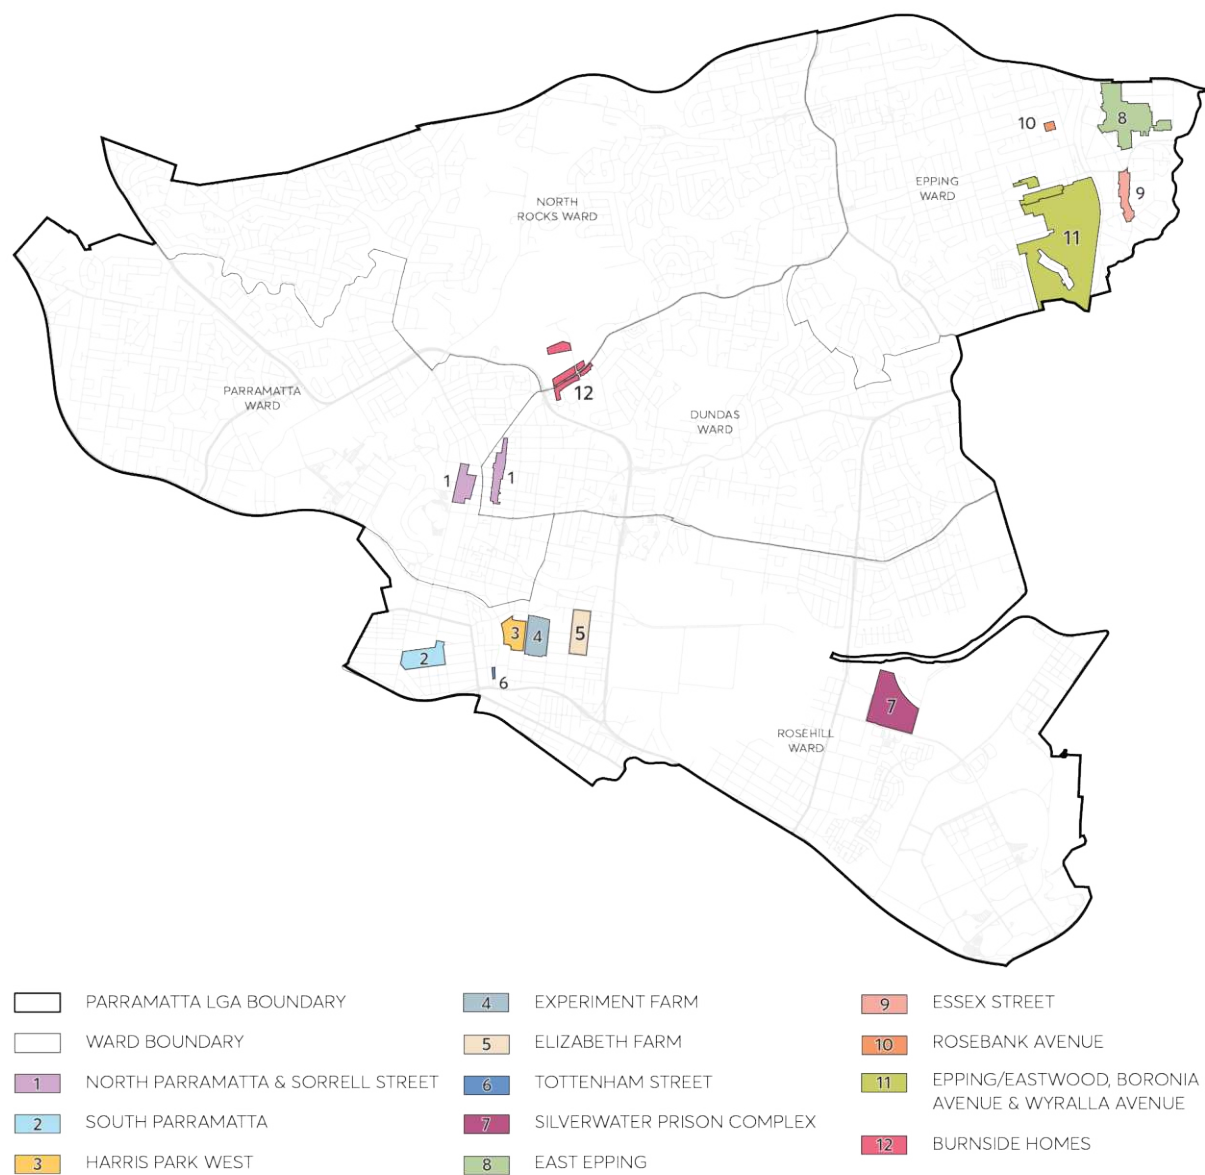 10
8
EPPING
WARD
9
NORTH
ROCKS WARD
11
12
PARRAMATTA
WARD
DUNDAS
WARD
1
1
3
4
5
2
6
7
ROSEHILL
WARD
PARRAMATTA LGA BOUNDARY
WARD BOUNDARY
1 NORTH PARRAMATTA & SORRELL STREET
2 SOUTH PARRAMATTA
3 HARRIS PARK WEST
4 EXPERIMENT FARM
5 ELIZABETH FARM
6 TOTTENHAM STREET
7 SILVERWATER PRISON COMPLEX
8 EAST EPPING
9 ESSEX STREET
10 ROSEBANK AVENUE
11 EPPING/EASTWOOD, BORONIA
AVENUE & WYRALLA AVENUE
12 BURNSIDE HOMES